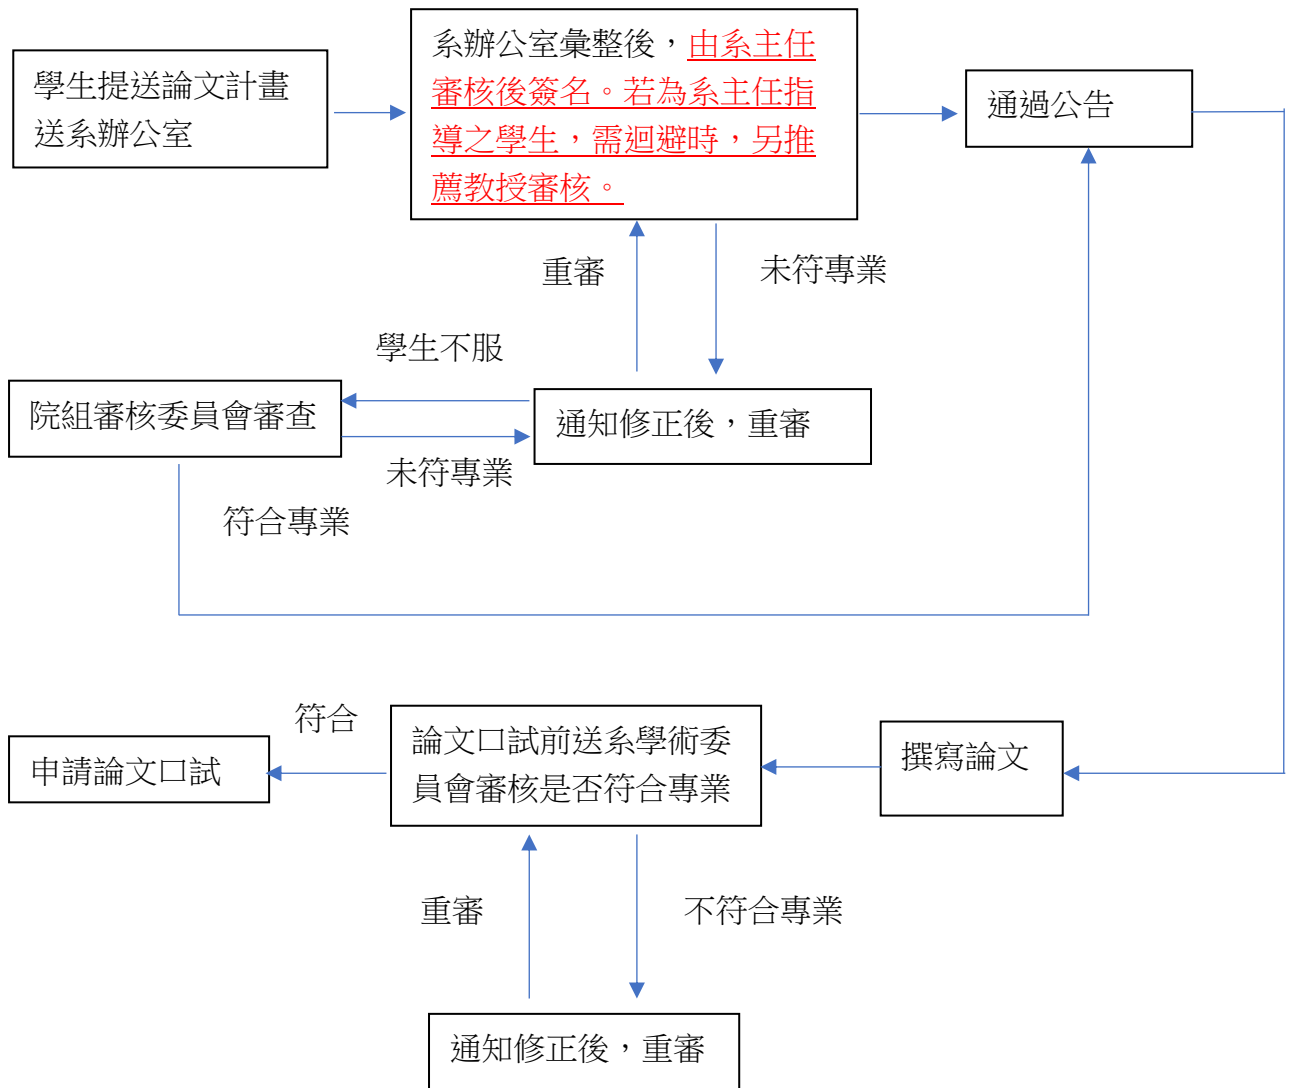 學生提送論文計畫
送系辦公室
系辦公室彙整後，由系主任
審核後簽名。若為系主任指
導之學生，需迴避時，另推
薦教授審核。
通過公告
重審
未符專業
學生不服
院組審核委員會審查
通知修正後，重審
未符專業
符合專業
符合
申請論文口試
論文口試前送系學術委
員會審核是否符合專業
撰寫論文
重審
不符合專業
通知修正後，重審